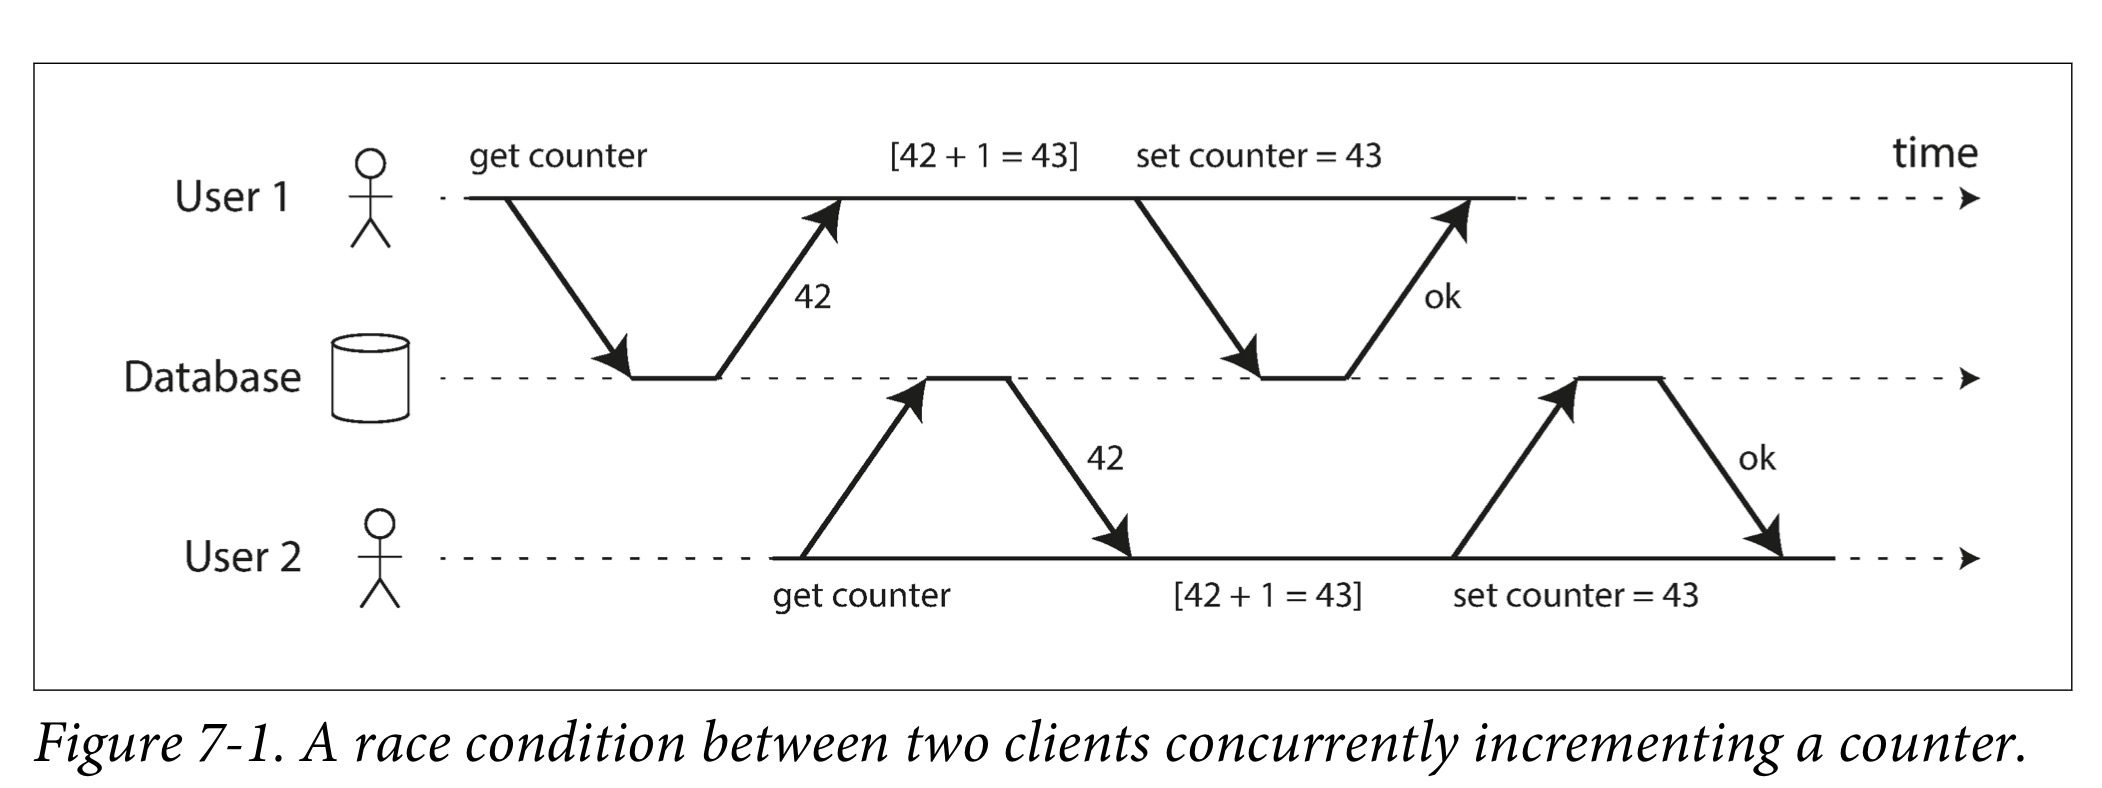 get counter [42 + 1 = 43] set counter = 43 time
User 1
42 ok
Database
42 ok
User 2
get counter [42 + 1 = 43] set counter = 43
Figure 7-1. A race condition between two clients concurrently incrementing a counter.